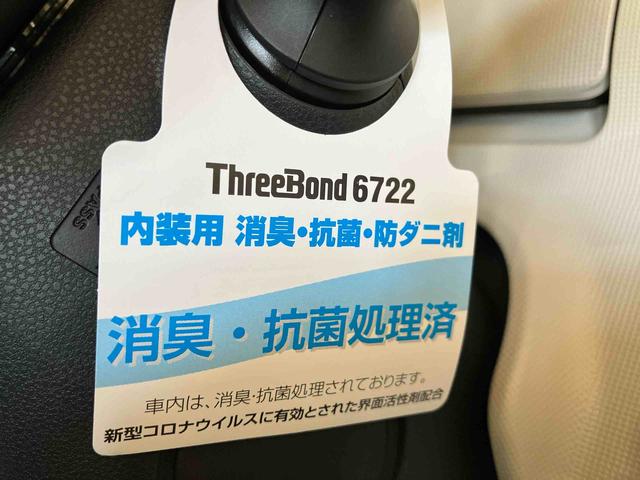 ThreeBond 6722
内装用 消臭・抗菌・防ダニ剤
消臭・抗菌処理済
車内は、消臭・抗菌処理されております。
新型コロナウイルスに有効とされた界面活性剤配合